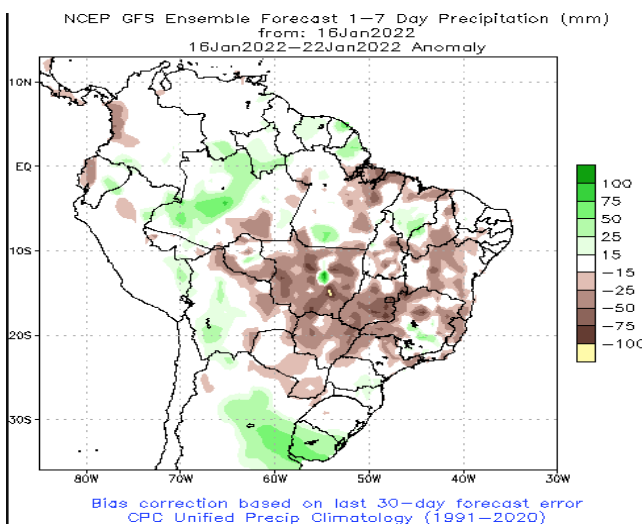 NCEP GFS Ensemble Forecast 1–7 Day Precipitation (mm)
from: 16Jan2022
16Jan2022–22Jan2022 Anomaly
10N
EQ
10S
20S
30S
80W
70W
60W
50W
40W
30W
100
75
50
25
15
−15
−25
−50
−75
−100
Bias correction based on last 30−day forecast error
CPC Unified Precip Climatology (1991−2020)